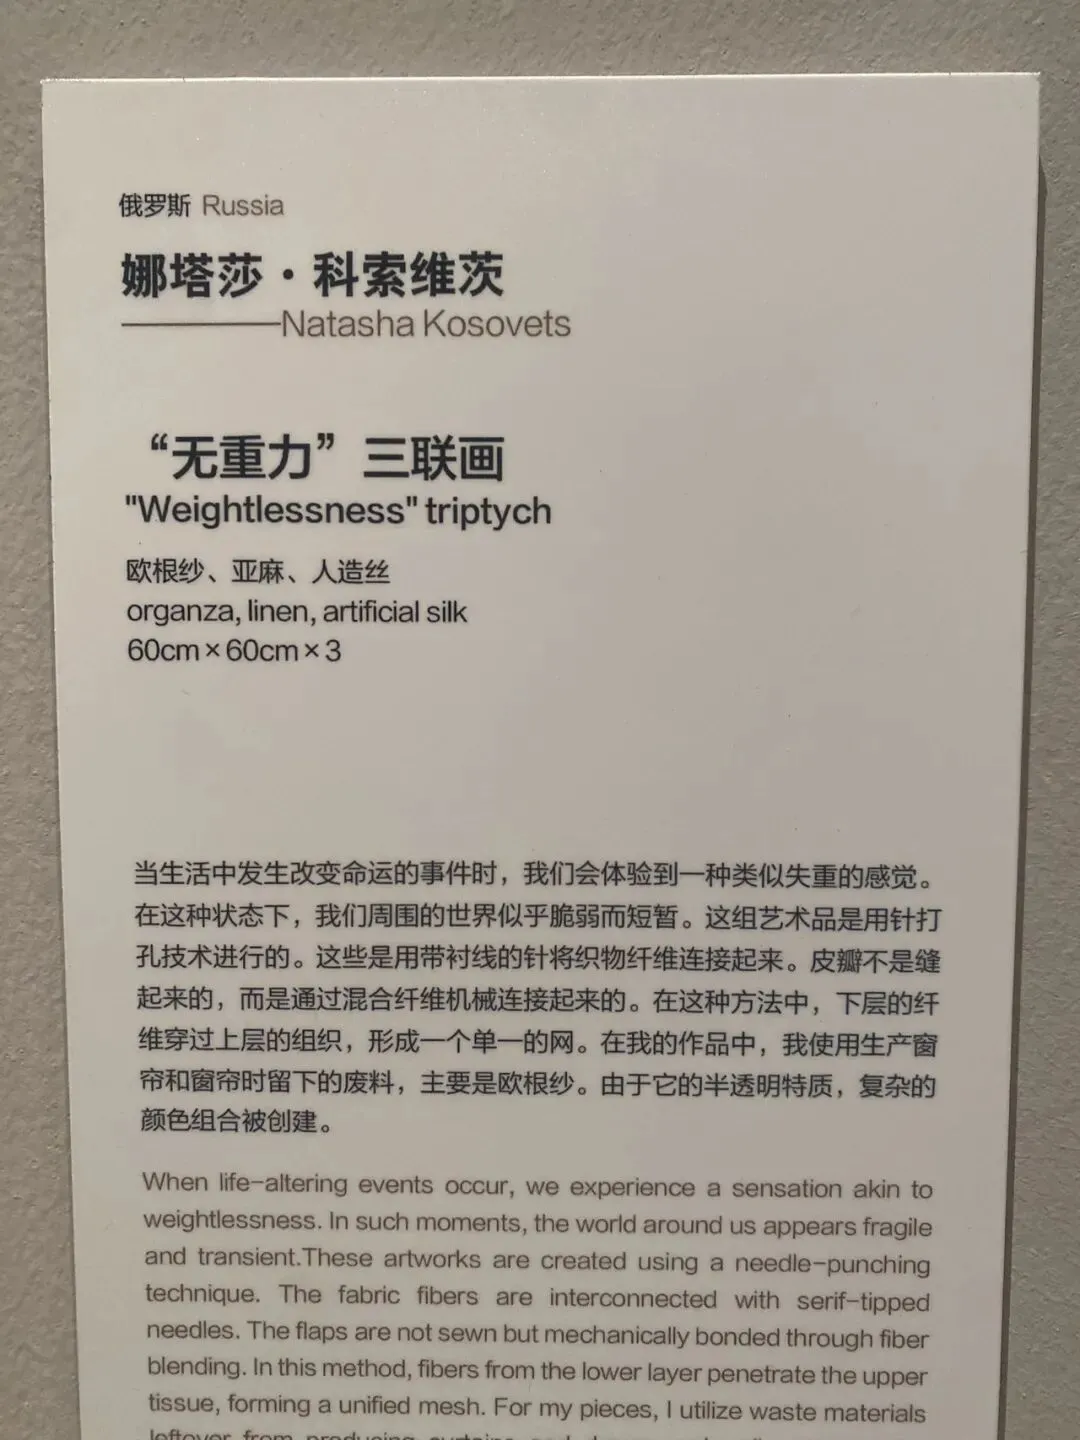 俄罗斯 Russia
娜塔莎·科索维茨
Natasha Kosovets
“无重力”三联画
"Weightlessness" triptych
欧根纱、亚麻、人造丝
organza, linen, artificial silk
60cm×60cm×3
当生活中发生改变命运的事件时，我们会体验到一种类似失重的感觉。
在这种状态下，我们周围的世界似乎脆弱而短暂。这组艺术品是用针打
孔技术进行的。这些是用带衬线的针将织物纤维连接起来。皮瓣不是缝
起来的，而是通过混合纤维机械连接起来的。在这种方法中，下层的纤
维穿过上层的组织，形成一个单一的网。在我的作品中，我使用生产窗
帘和窗帘时留下的废料，主要是欧根纱。由于它的半透明特质，复杂的
颜色组合被创建。
When life-altering events occur, we experience a sensation akin to
weightlessness. In such moments, the world around us appears fragile
and transient.These artworks are created using a needle-punching
technique. The fabric fibers are interconnected with serif-tipped
needles. The flaps are not sewn but mechanically bonded through fiber
blending. In this method, fibers from the lower layer penetrate the upper
tissue, forming a unified mesh. For my pieces, I utilize waste materials
leftover from producing curtains and